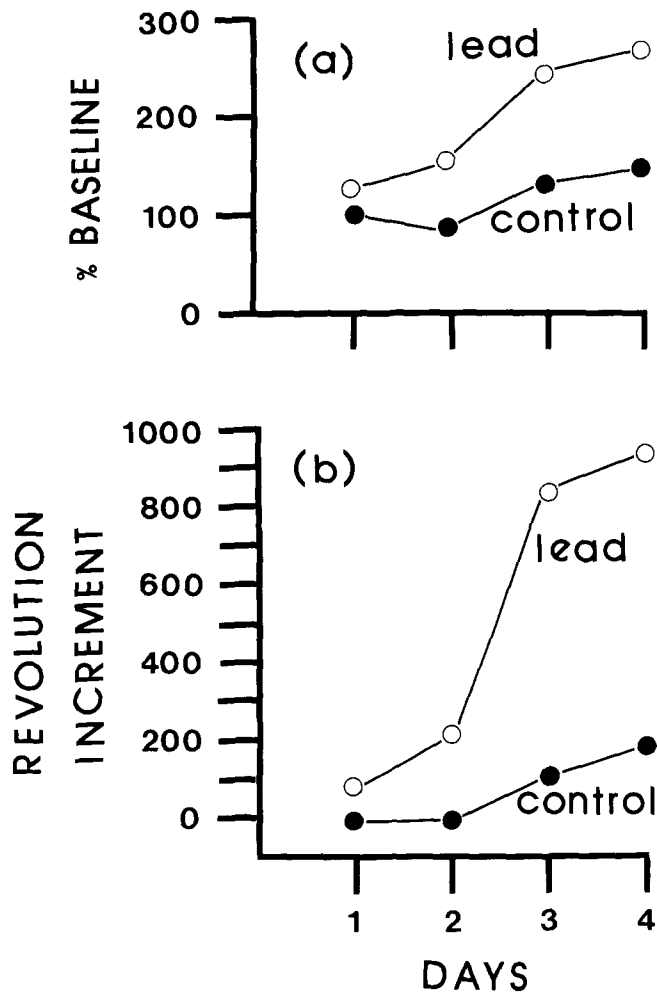 300
200
100
0
% BASELINE
(a)
lead
control
1000
800
600
400
200
0
REVOLUTION
INCREMENT
(b)
lead
control
1
2
3
4
DAYS